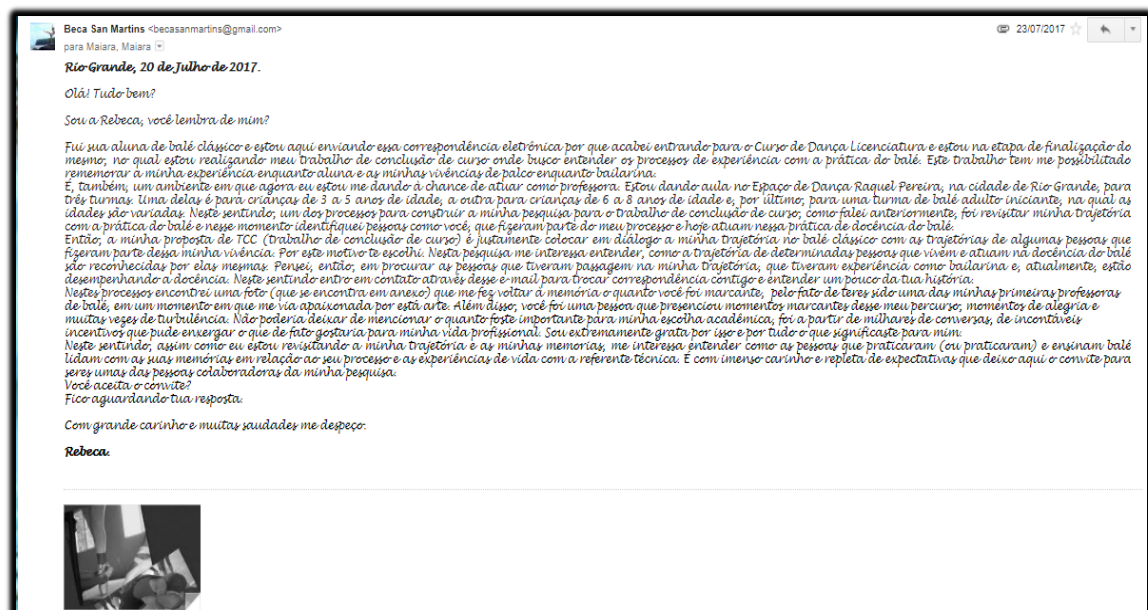 Beca San Martins <becasanmartins@gmail.com>
23/07/2017
para Maiara, Maiara
Rio Grande, 20 de Julho de 2017.
Olá! Tudo bem?
Sou a Rebeca, você lembra de mim?
Fui sua aluna de balé clássico e estou aqui enviando essa correspondência eletrônica por que acabei entrando para o Curso de Dança Licenciatura e estou na etapa de finalização do
mesmo, no qual estou realizando meu trabalho de conclusão de curso onde busco entender os processos de experiência com a prática do balé. Este trabalho tem me possibilitado
rememorar a minha experiência enquanto aluna e as minhas vivências de palco enquanto bailarina.
É, também, um ambiente em que agora eu estou me dando à chance de atuar como professora. Estou dando aula no Espaço de Dança Raquel Pereira, na cidade de Rio Grande, para
três turmas. Uma delas é para crianças de 3 a 5 anos de idade, a outra para crianças de 6 a 8 anos de idade e, por último, para uma turma de balé adulto iniciante, na qual as
idades são variadas. Neste sentindo, um dos processos para construir a minha pesquisa para o trabalho de conclusão de curso, como falei anteriormente, foi revisitar minha trajetória
com a prática do balé e nesse momento identifiquei pessoas como você, que fizeram parte do meu processo e hoje atuam nessa prática de docência do balé.
Então, a minha proposta de TCC (trabalho de conclusão de curso) é justamente colocar em diálogo a minha trajetória no balé clássico com as trajetórias de algumas pessoas que
fizeram parte dessa minha vivência. Por este motivo te escolhi. Nesta pesquisa me interessa entender, como a trajetória de determinadas pessoas que vivem e atuam na docência do balé
são reconhecidas por elas mesmas. Pensei, então, em procurar as pessoas que tiveram passagem na minha trajetória, que tiveram experiência como bailarina e, atualmente, estão
desempenhando a docência. Neste sentindo entro em contato através desse e-mail para trocar correspondência contigo e entender um pouco da tua história.
Nestes processos encontrei uma foto (que se encontra em anexo) que me fez voltar à memória o quanto você foi marcante, pelo fato de teres sido uma das minhas primeiras professoras
de balé, em um momento em que me via apaixonada por está arte. Além disso, você foi uma pessoa que presenciou momentos marcantes desse meu percurso, momentos de alegria e
muitas vezes de turbulência. Não poderia deixar de mencionar o quanto foste importante para minha escolha acadêmica, foi a partir de milhares de conversas, de incontáveis
incentivos que pude enxergar o que de fato gostaria para minha vida profissional. Sou extremamente grata por isso e por tudo o que significaste para mim.
Neste sentindo, assim como eu estou revisitando a minha trajetória e as minhas memorias, me interessa entender como as pessoas que praticaram (ou praticaram) e ensinam balé
lidam com as suas memórias em relação ao seu processo e as experiências de vida com a referente técnica. É com imenso carinho e repleta de expectativas que deixo aqui o convite para
seres umas das pessoas colaboradoras da minha pesquisa.
Você aceita o convite?
Fico aguardando tua resposta.
Com grande carinho e muitas saudades me despeço.
Rebeca.